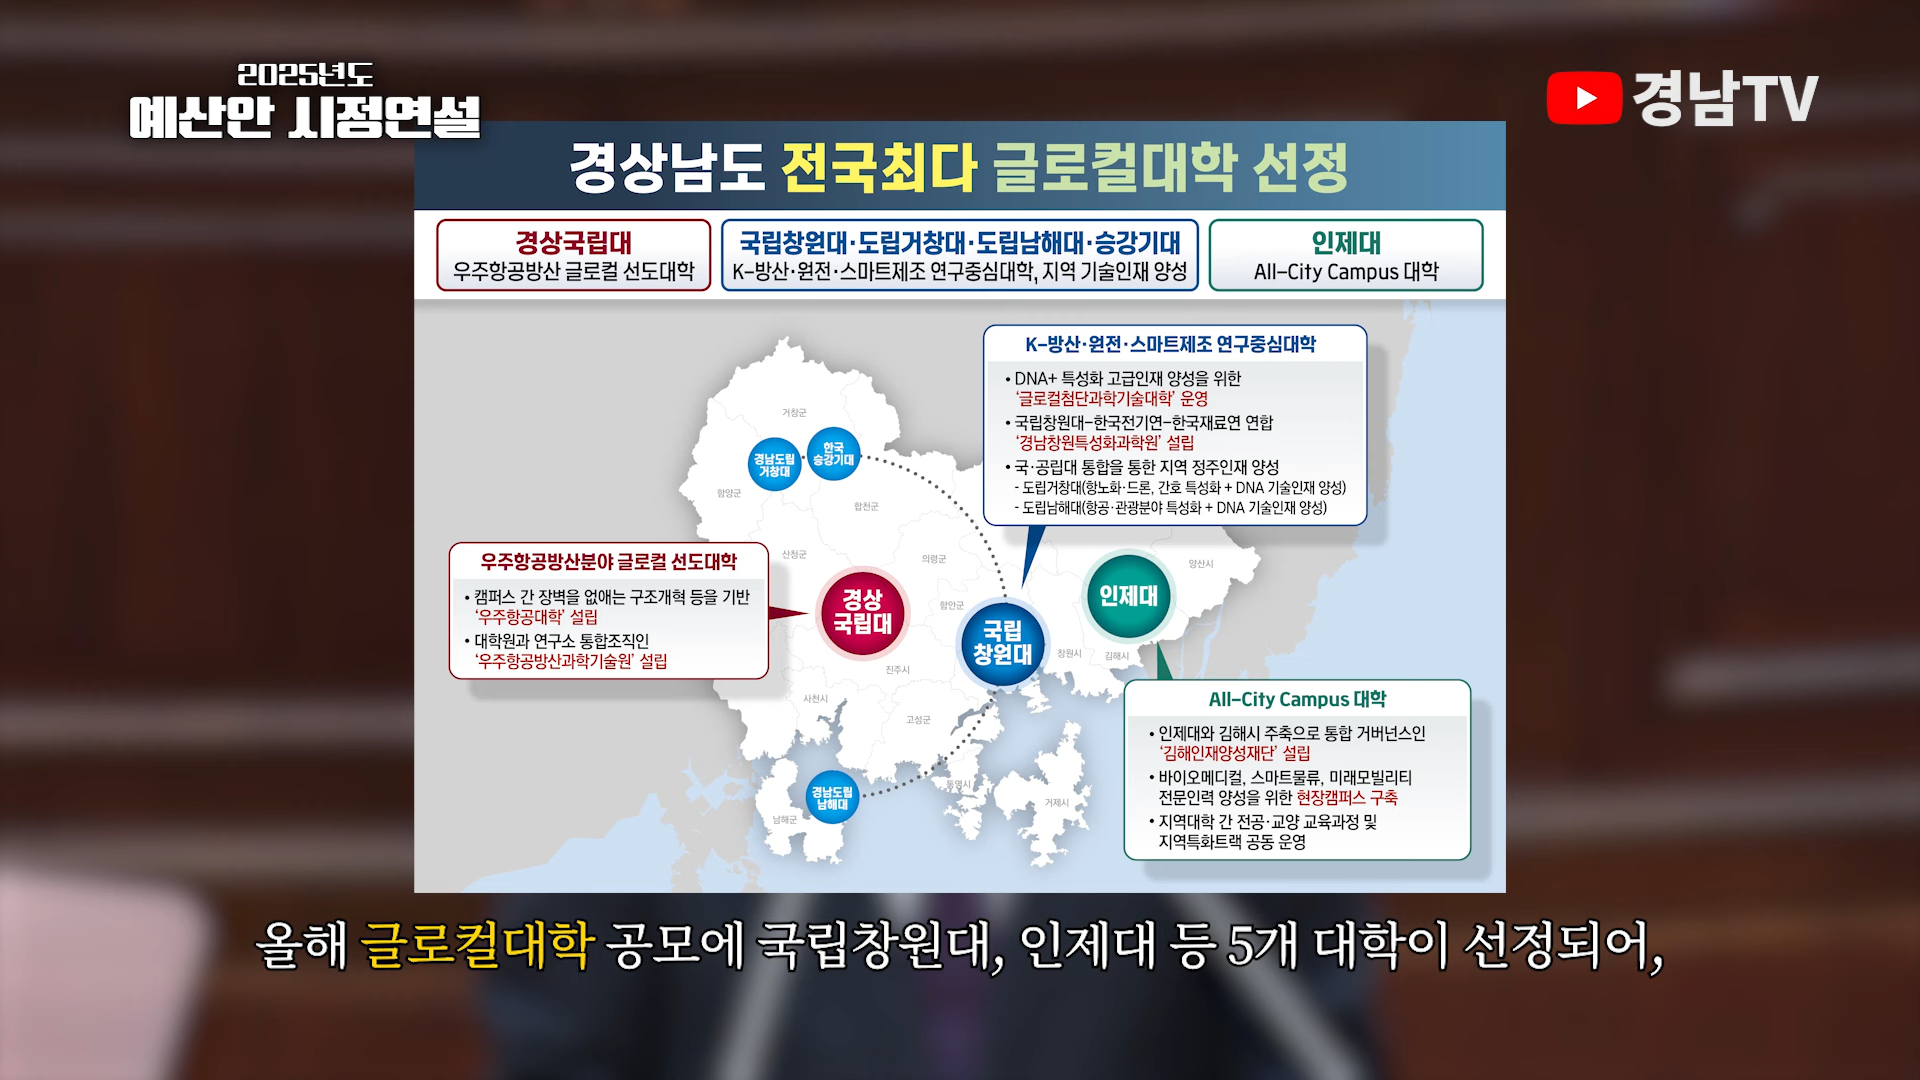 2025년도
예산안 시정연설
경남TV
경상남도 전국최다 글로컬대학 선정
경상국립대
우주항공방산 글로컬 선도대학
국립창원대·도립거창대·도립남해대·승강기대
K-방산·원전·스마트제조 연구중심대학, 지역 기술인재 양성
인제대
All-City Campus 대학
K-방산·원전·스마트제조 연구중심대학
• DNA+ 특성화 고급인재 양성을 위한
‘글로컬첨단과학기술대학’ 운영
• 국립창원대-한국전기연-한국재료연 연합
‘경남창원특성화과학원’ 설립
• 국·공립대 통합을 통한 지역 정주인재 양성
- 도립거창대(항노화·드론, 간호 특성화 + DNA 기술인재 양성)
- 도립남해대(항공·관광분야 특성화 + DNA 기술인재 양성)
거창군
경남도립
거창대
한국
승강기대
함양군
합천군
산청군
의령군
양산시
우주항공방산분야 글로컬 선도대학
• 캠퍼스 간 장벽을 없애는 구조개혁 등을 기반
‘우주항공대학’ 설립
• 대학원과 연구소 통합조직인
‘우주항공방산과학기술원’ 설립
경상
국립대
함안군
국립
창원대
인제대
창원시
김해시
진주시
사천시
고성군
통영시
거제시
남해군
경남도립
남해대
All-City Campus 대학
• 인제대와 김해시 주축으로 통합 거버넌스인
‘김해인재양성재단’ 설립
• 바이오메디컬, 스마트물류, 미래모빌리티
전문인력 양성을 위한 현장캠퍼스 구축
• 지역대학 간 전공·교양 교육과정 및
지역특화트랙 공동 운영
올해 글로컬대학 공모에 국립창원대, 인제대 등 5개 대학이 선정되어,